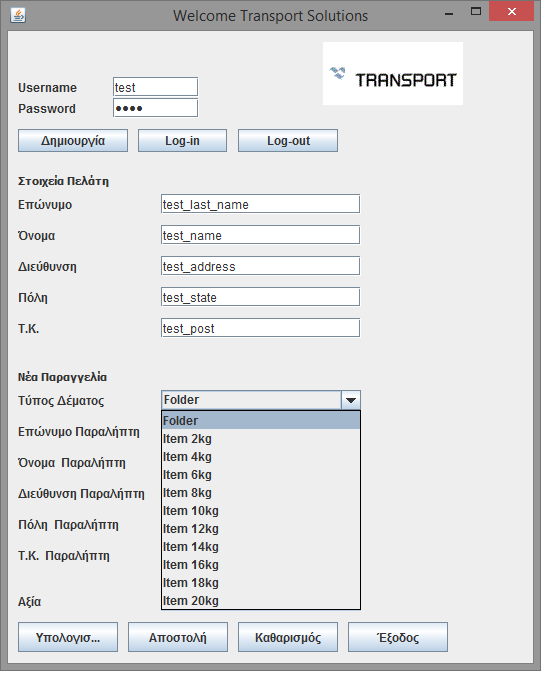 Welcome Transport Solutions
TRANSPORT
Username test
Password ●●●●
Δημιουργία Log-in Log-out
Στοιχεία Πελάτη
Επώνυμο test_last_name
Όνομα test_name
Διεύθυνση test_address
Πόλη test_state
Τ.Κ. test_post
Νέα Παραγγελία
Τύπος Δέματος Folder
Folder
Επώνυμο Παραλήπτη Item 2kg
Item 4kg
Όνομα Παραλήπτη Item 6kg
Διεύθυνση Παραλήπτη Item 8kg
Item 10kg
Πόλη Παραλήπτη Item 12kg
Item 14kg
Τ.Κ. Παραλήπτη Item 16kg
Item 18kg
Αξία Item 20kg
Υπολογισ... Αποστολή Καθαρισμός Έξοδος